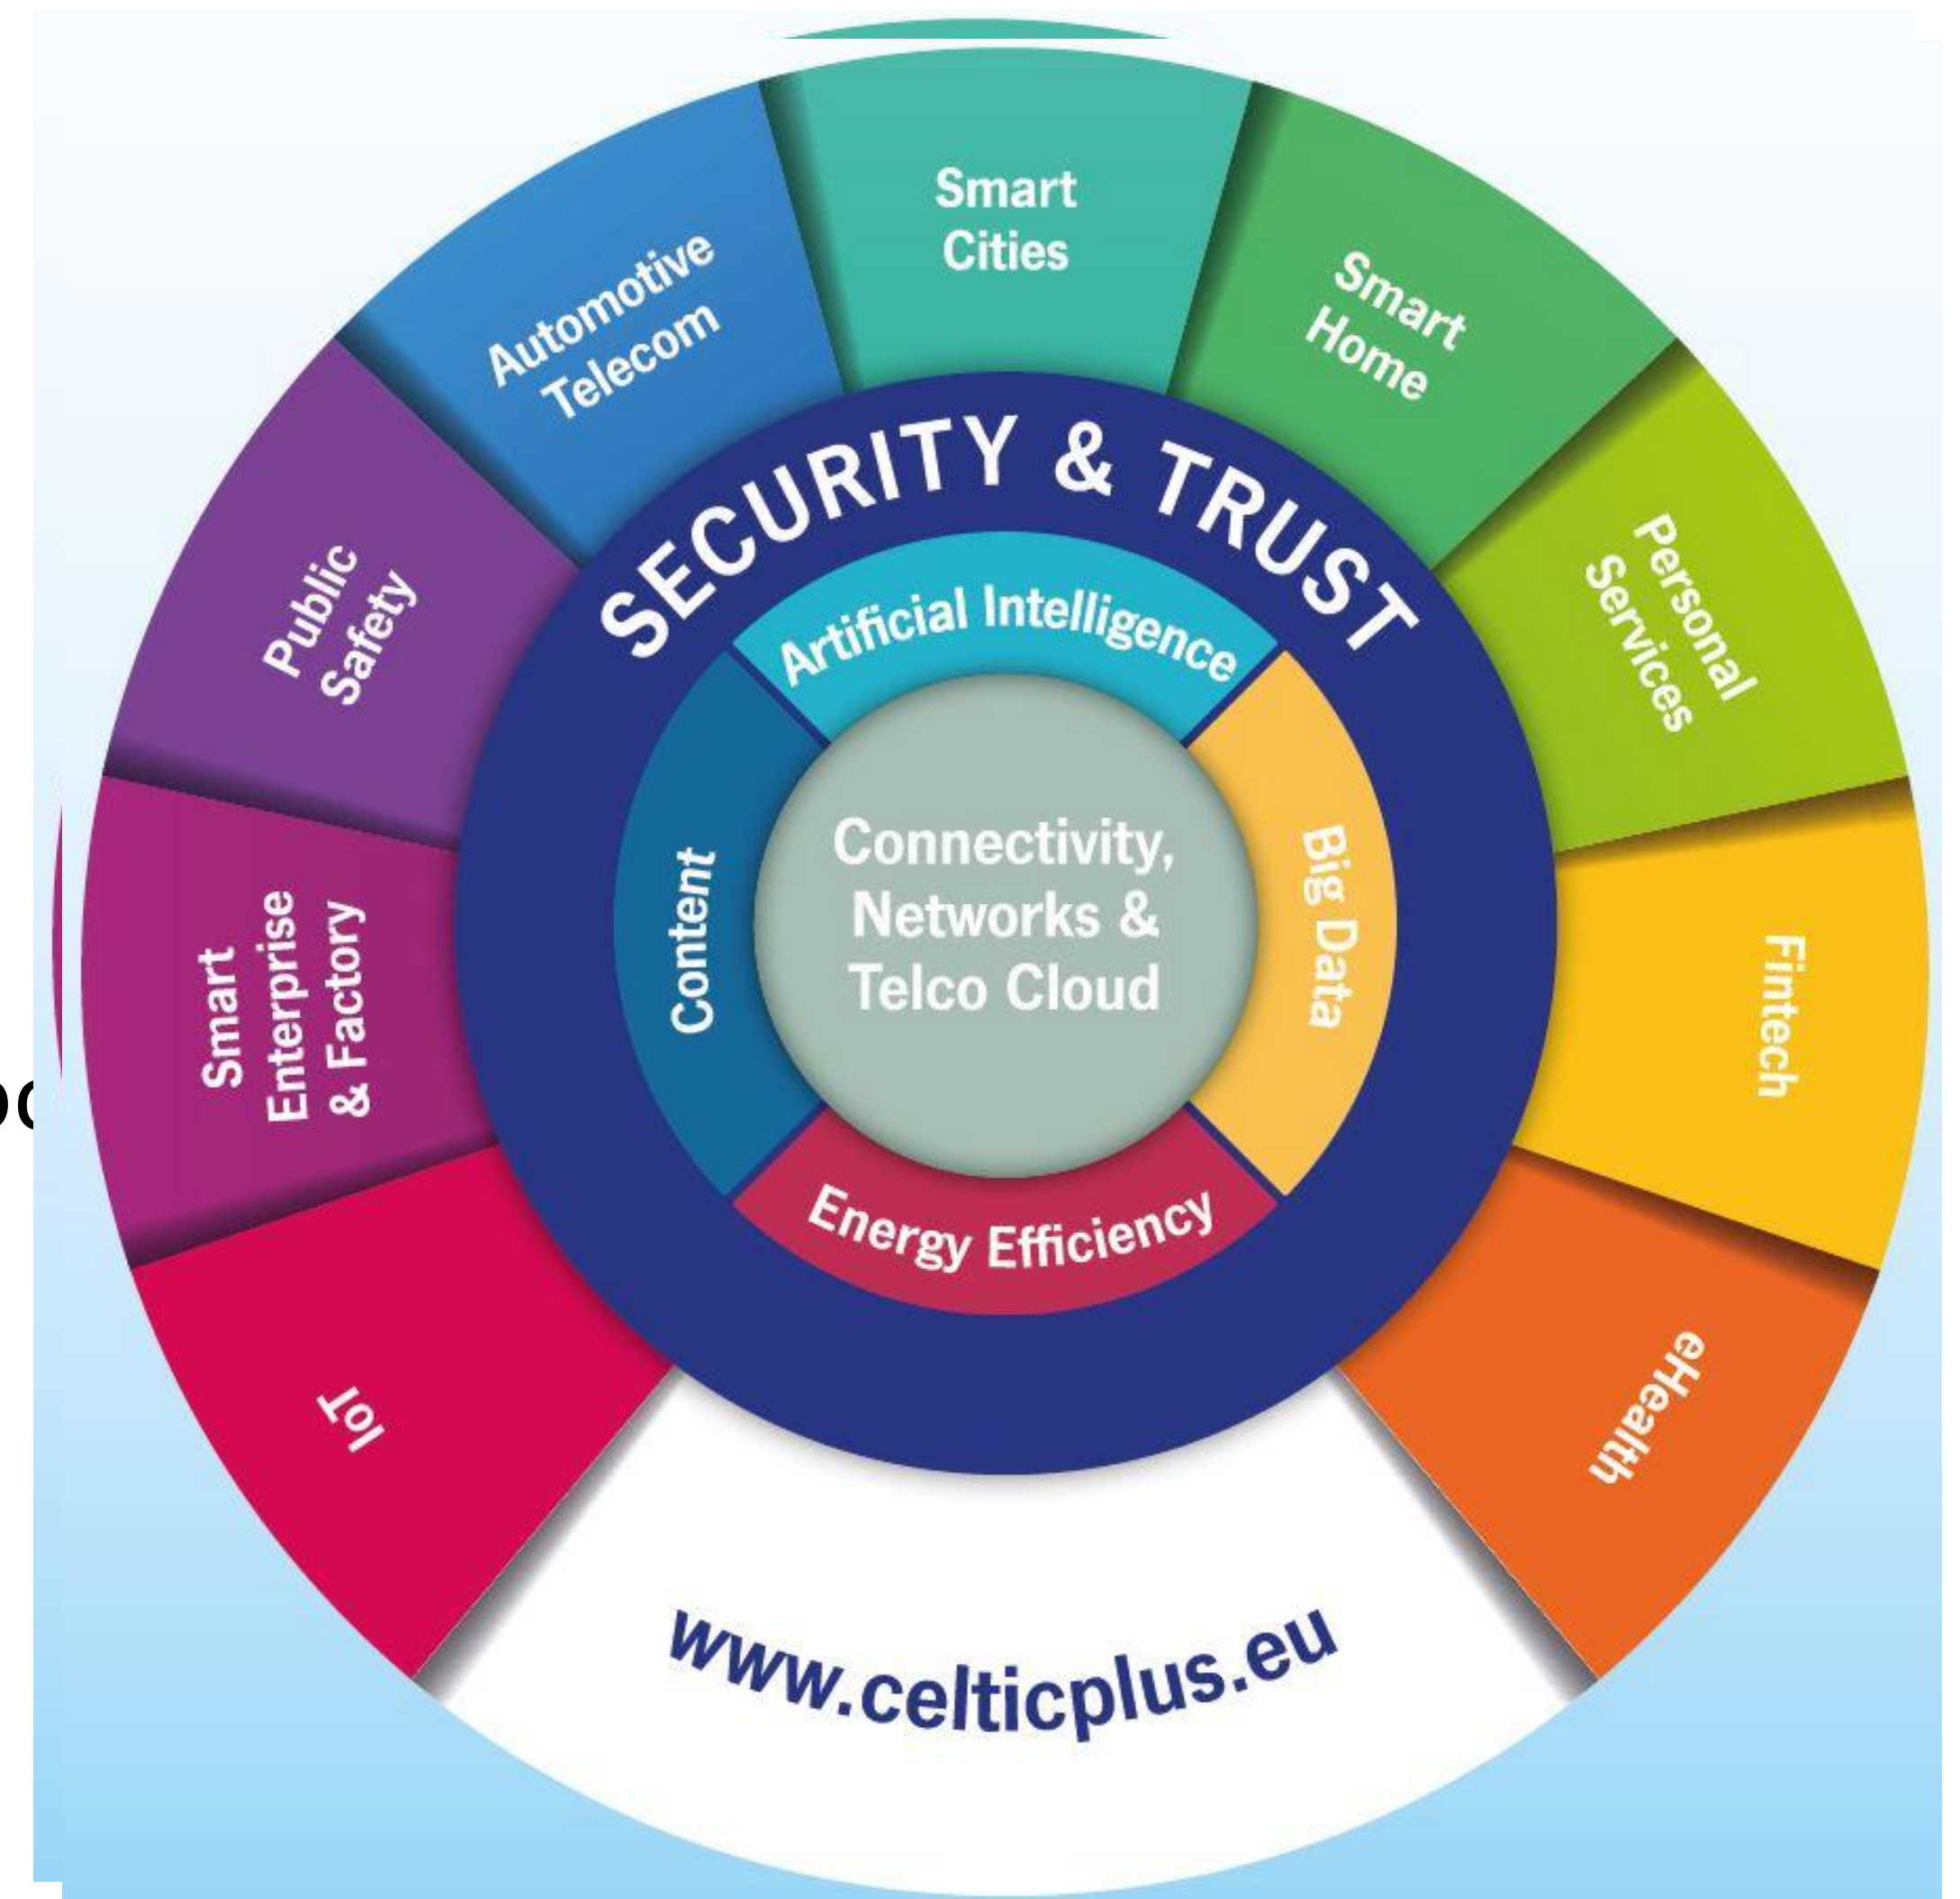 Smart
Cities
Smart
Home
Personal
Services
Fintech
eHealth
www.celticplus.eu
IoT
Smart
Enterprise
& Factory
Public
Safety
Automotive
Telecom
SECURITY & TRUST
Artificial Intelligence
Big Data
Energy Efficiency
Content
Connectivity,
Networks &
Telco Cloud